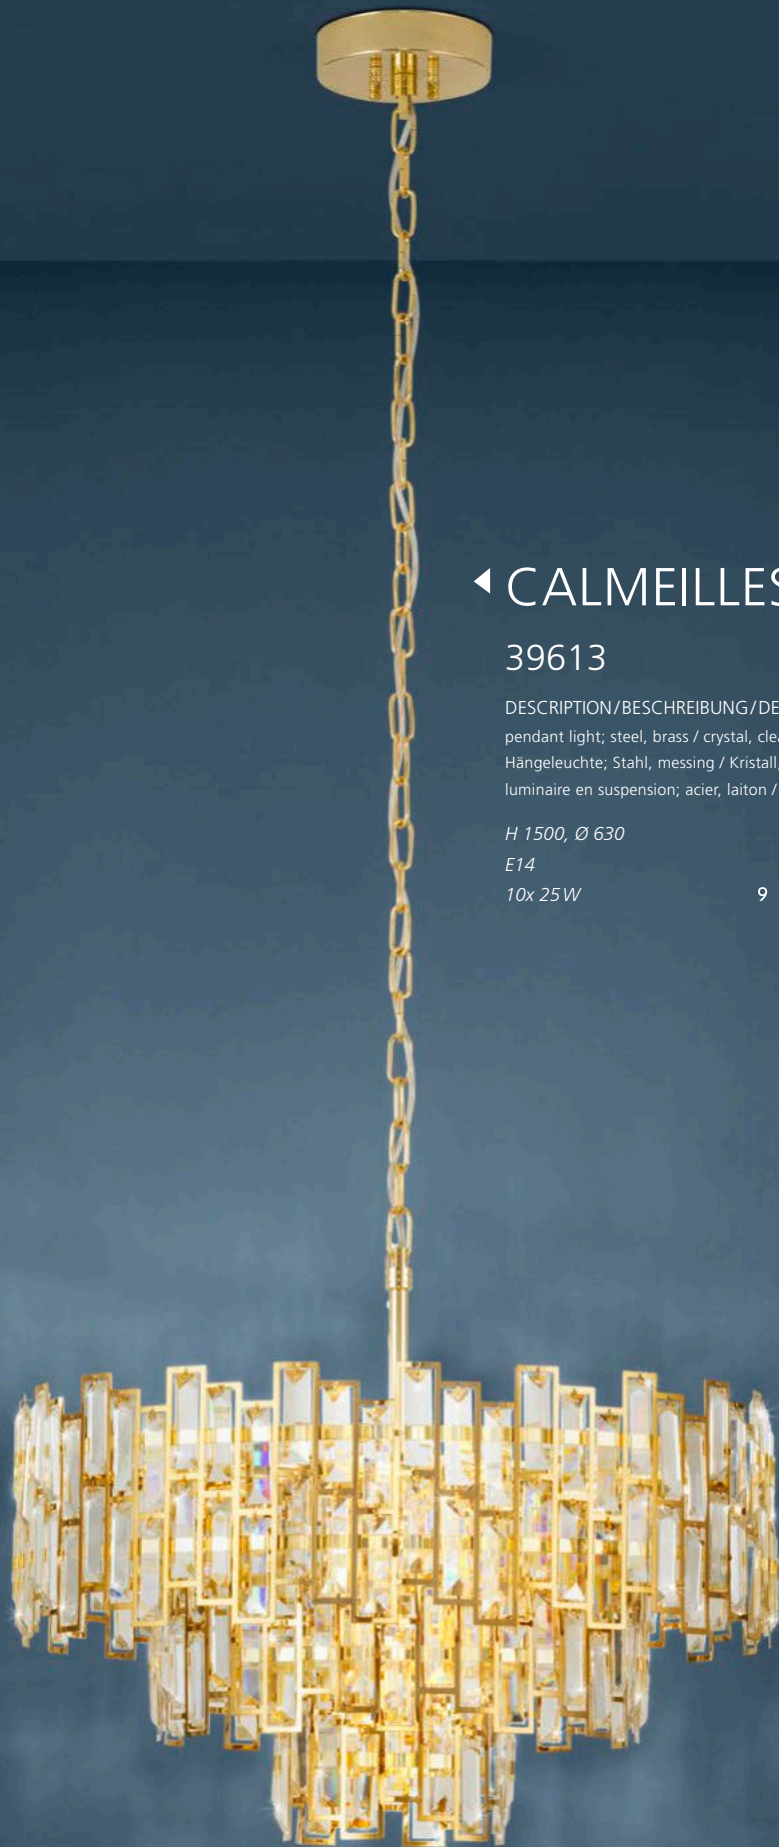 CALMEILLES
39613
DESCRIPTION/BESCHREIBUNG/DE
pendant light; steel, brass / crystal, clea
Hängeleuchte; Stahl, messing / Kristall,
luminaire en suspension; acier, laiton /
H 1500, Ø 630
E14
10x 25W 9